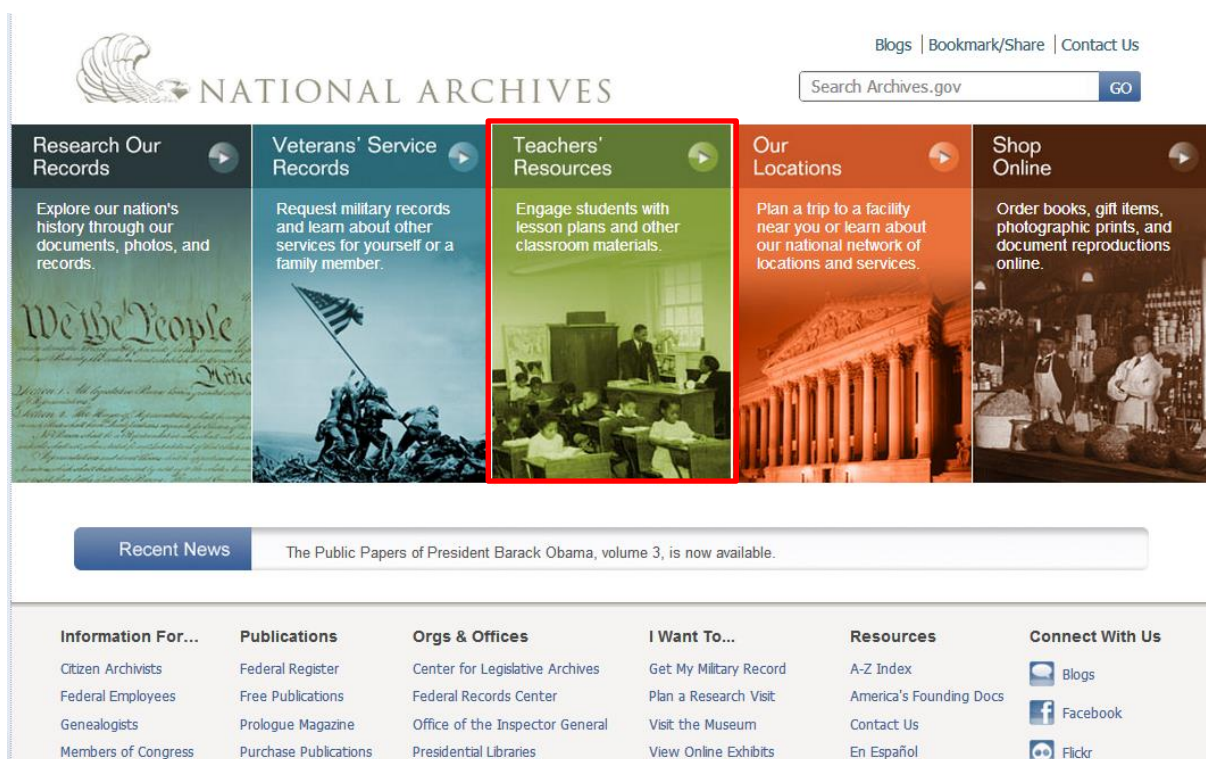 Blogs | Bookmark/Share | Contact Us
NATIONAL ARCHIVES
Search Archives.gov GO
Research Our
Records
Explore our nation's
history through our
documents, photos, and
records.
We the People
Veterans' Service
Records
Request military records
and learn about other
services for yourself or a
family member.
Teachers'
Resources
Engage students with
lesson plans and other
classroom materials.
Our
Locations
Plan a trip to a facility
near you or learn about
our national network of
locations and services.
Shop
Online
Order books, gift items,
photographic prints, and
document reproductions
online.
Recent News The Public Papers of President Barack Obama, volume 3, is now available.
Information For... Publications Orgs & Offices I Want To... Resources Connect With Us
Citizen Archivists Federal Register Center for Legislative Archives Get My Military Record A-Z Index Blogs
Federal Employees Free Publications Federal Records Center Plan a Research Visit America's Founding Docs Facebook
Genealogists Prologue Magazine Office of the Inspector General Visit the Museum Contact Us
Members of Congress Purchase Publications Presidential Libraries View Online Exhibits En Español Flickr